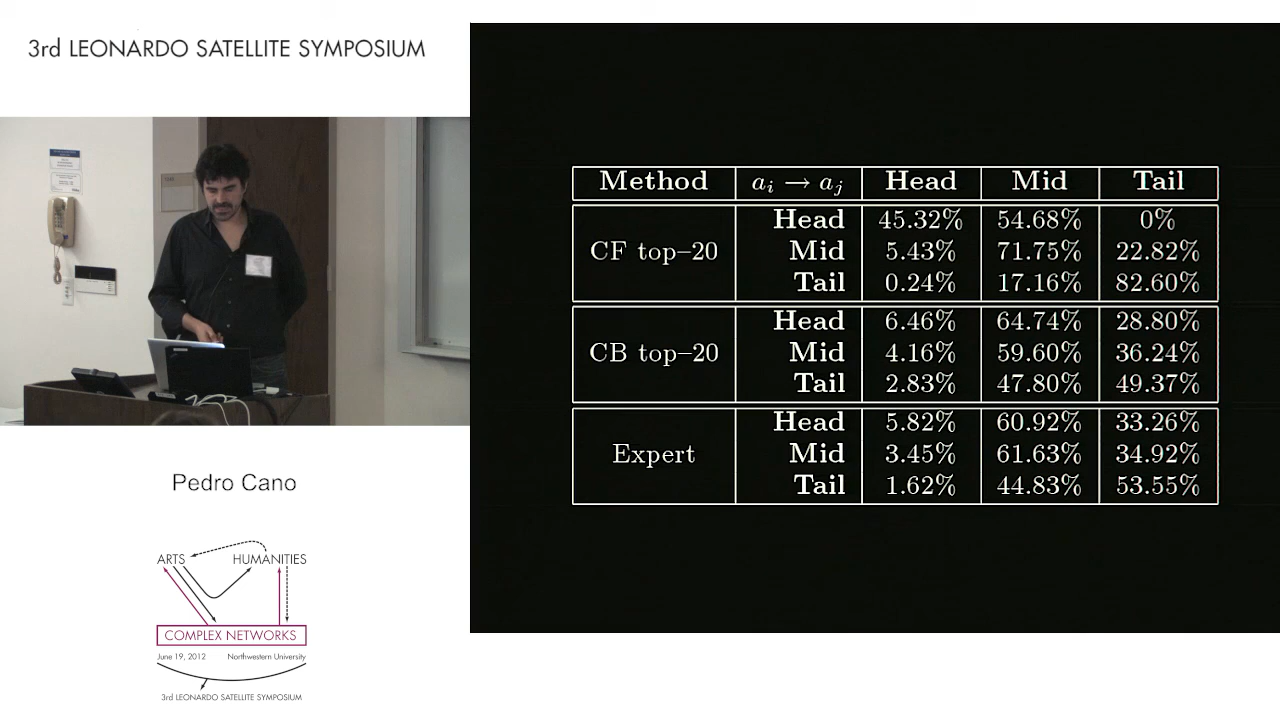 3rd LEONARDO SATELLITE SYMPOSIUM
Method a_i → a_j Head Mid Tail
CF top–20 Head 45.32% 54.68% 0%
Mid 5.43% 71.75% 22.82%
Tail 0.24% 17.16% 82.60%
CB top–20 Head 6.46% 64.74% 28.80%
Mid 4.16% 59.60% 36.24%
Tail 2.83% 47.80% 49.37%
Expert Head 5.82% 60.92% 33.26%
Mid 3.45% 61.63% 34.92%
Tail 1.62% 44.83% 53.55%
Pedro Cano
ARTS HUMANITIES
COMPLEX NETWORKS
June 19, 2012 Northwestern University
3rd LEONARDO SATELLITE SYMPOSIUM